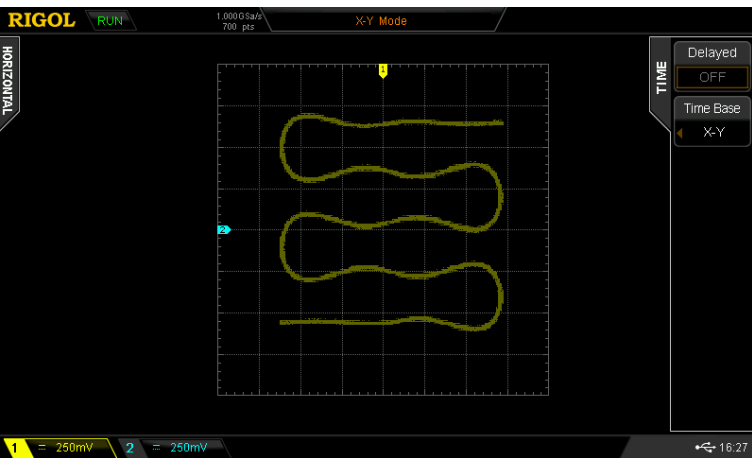 RIGOL RUN 1.000GSa/s X-Y Mode
700 pts
HORIZONTAL
TIME
Delayed
OFF
Time Base
X-Y
1
2
1 = 250mV 2 = 250mV 16:27